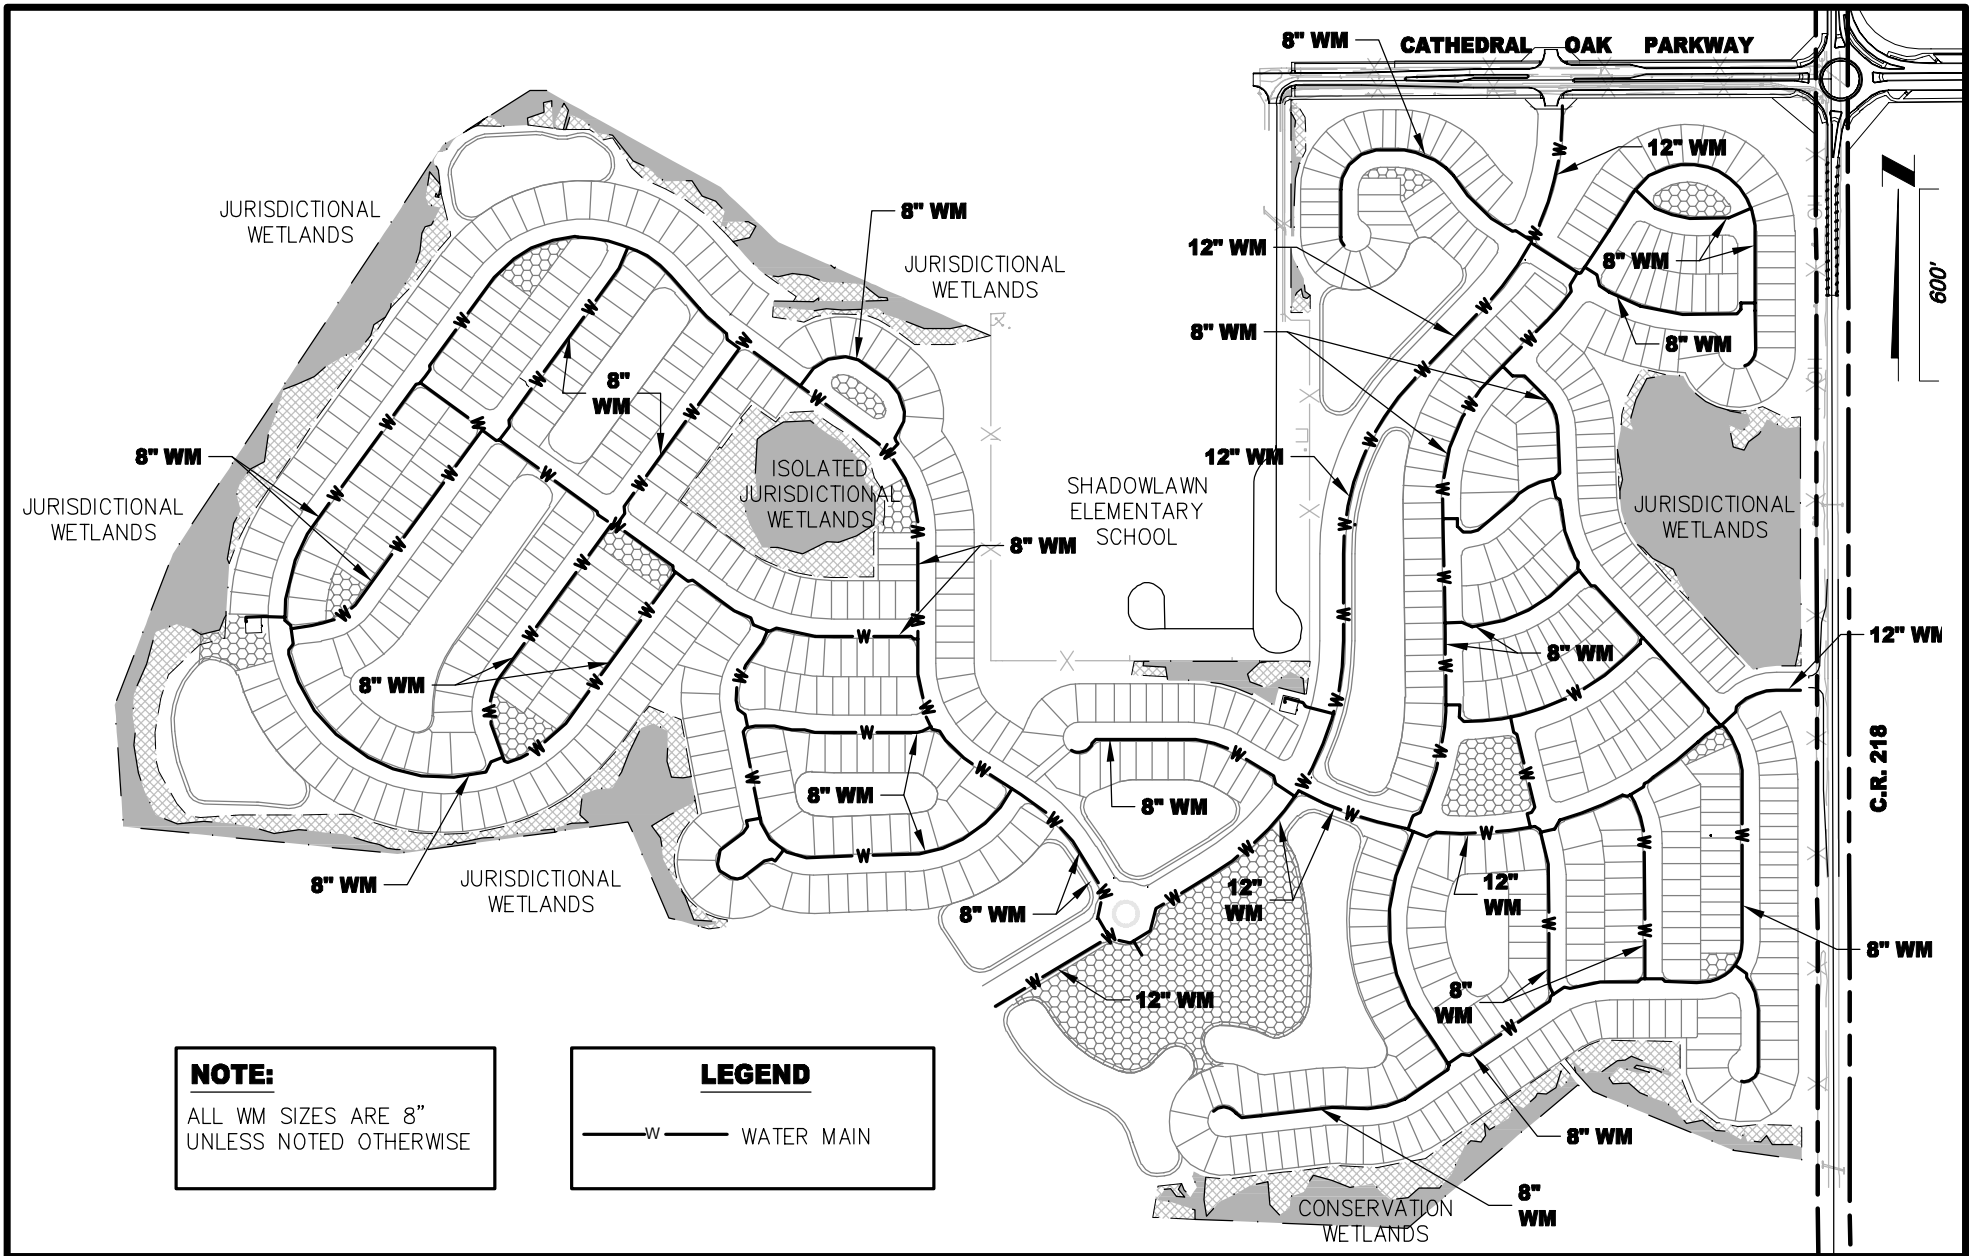 8" WM
CATHEDRAL OAK PARKWAY
12" WM
JURISDICTIONAL
WETLANDS
8" WM
12" WM
JURISDICTIONAL
WETLANDS
8" WM
600'
8" WM
8" WM
8"
WM
8" WM
12" WM
ISOLATED
JURISDICTIONAL
WETLANDS
SHADOWLAWN
ELEMENTARY
SCHOOL
JURISDICTIONAL
WETLANDS
JURISDICTIONAL
WETLANDS
8" WM
12" WM
8" WM
8" WM
C.R. 218
8" WM
8" WM
8" WM
JURISDICTIONAL
WETLANDS
12"
WM
12"
WM
8" WM
8" WM
8"
WM
12" WM
NOTE:
ALL WM SIZES ARE 8"
UNLESS NOTED OTHERWISE
LEGEND
W
WATER MAIN
8" WM
8"
WM
CONSERVATION
WETLANDS